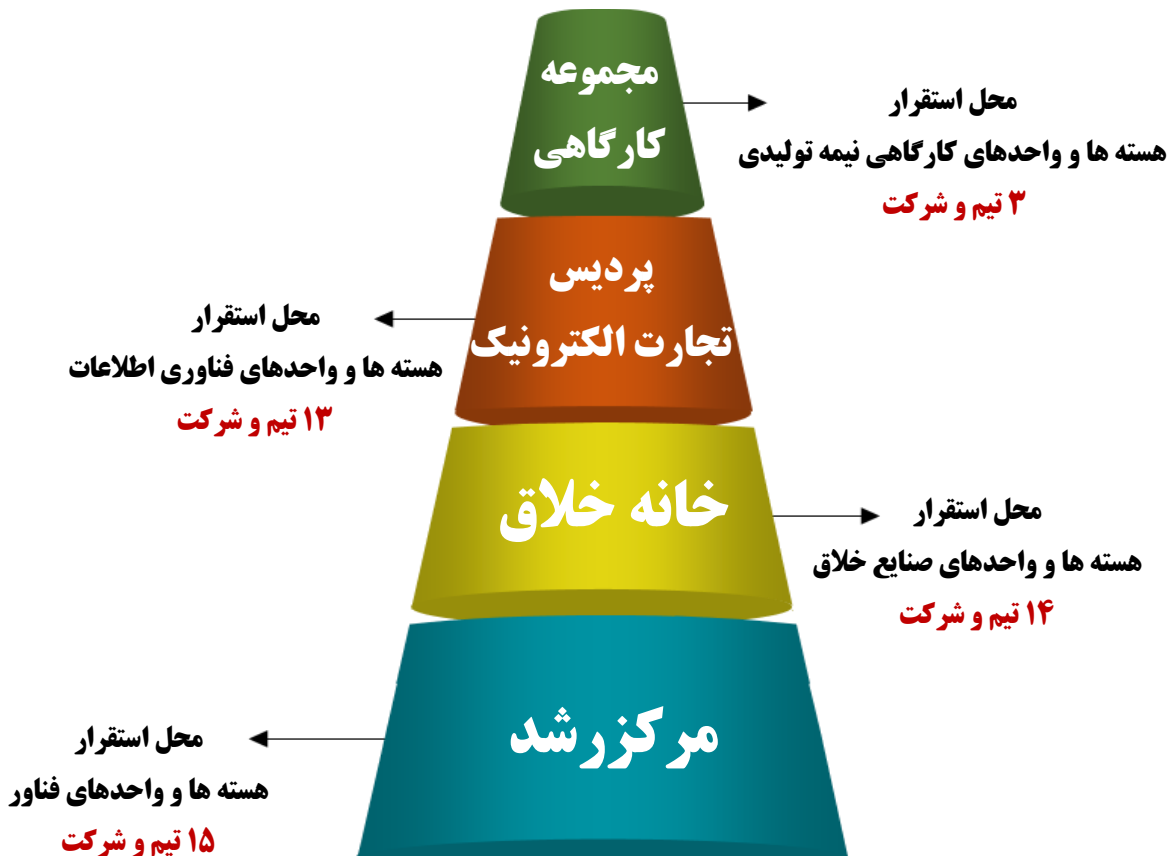 مجموعه
کارگاهی
محل استقرار
هسته ها و واحدهای کارگاهی نیمه تولیدی
۳ تیم و شرکت
پردیس
تجارت الکترونیک
محل استقرار
هسته ها و واحدهای فناوری اطلاعات
۱۳ تیم و شرکت
خانه خلاق
محل استقرار
هسته ها و واحدهای صنایع خلاق
۱۴ تیم و شرکت
مرکزرشد
محل استقرار
هسته ها و واحدهای فناور
۱۵ تیم و شرکت